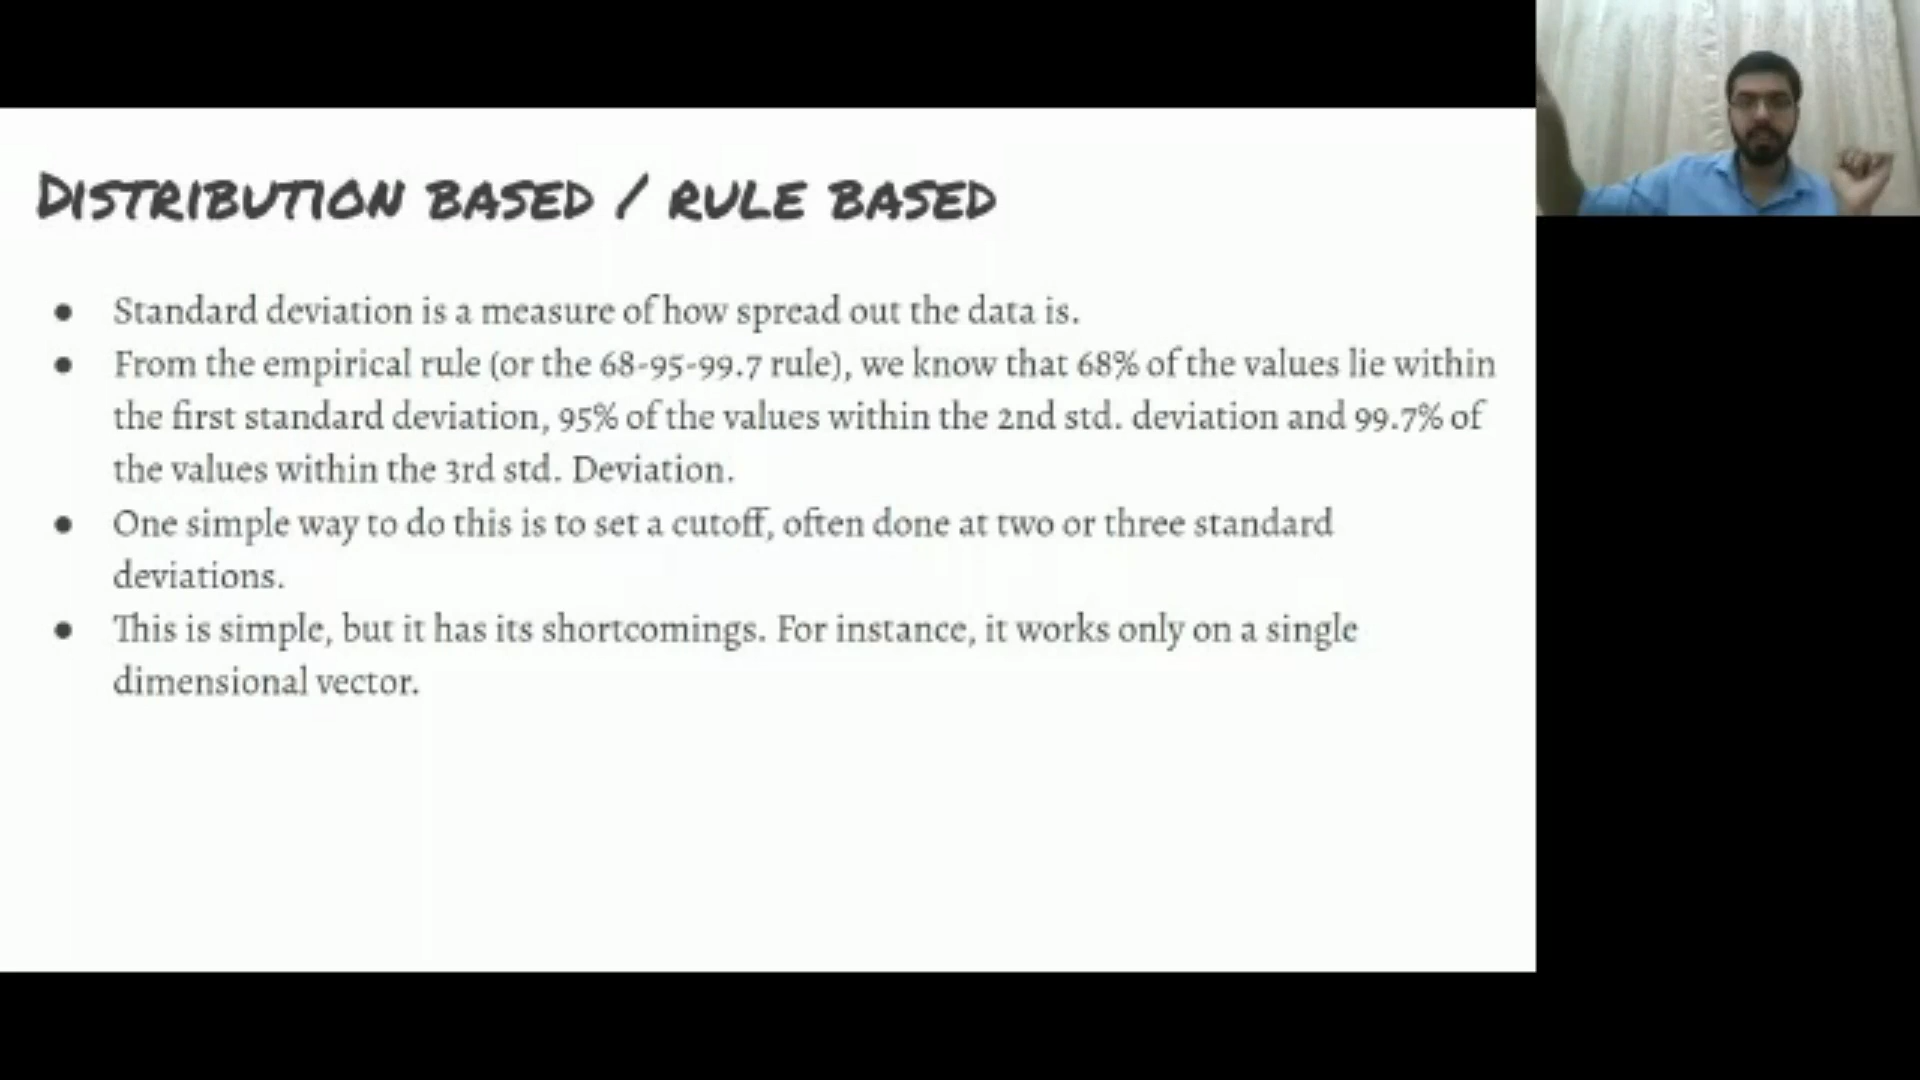 DISTRIBUTION BASED / RULE BASED
● Standard deviation is a measure of how spread out the data is.
● From the empirical rule (or the 68-95-99.7 rule), we know that 68% of the values lie within
the first standard deviation, 95% of the values within the 2nd std. deviation and 99.7% of
the values within the 3rd std. Deviation.
● One simple way to do this is to set a cutoff, often done at two or three standard
deviations.
● This is simple, but it has its shortcomings. For instance, it works only on a single
dimensional vector.